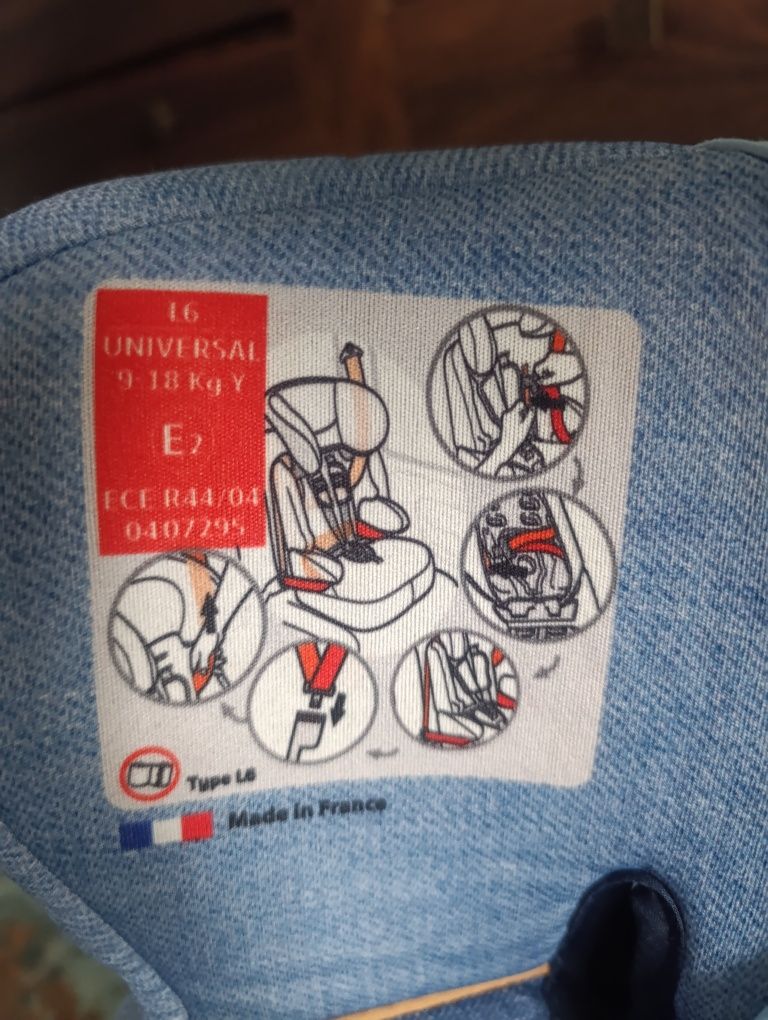 L6
UNIVERSAL
9-18 Kg Y
E2
ECE R44/04
0407295
Type L6
Made in France